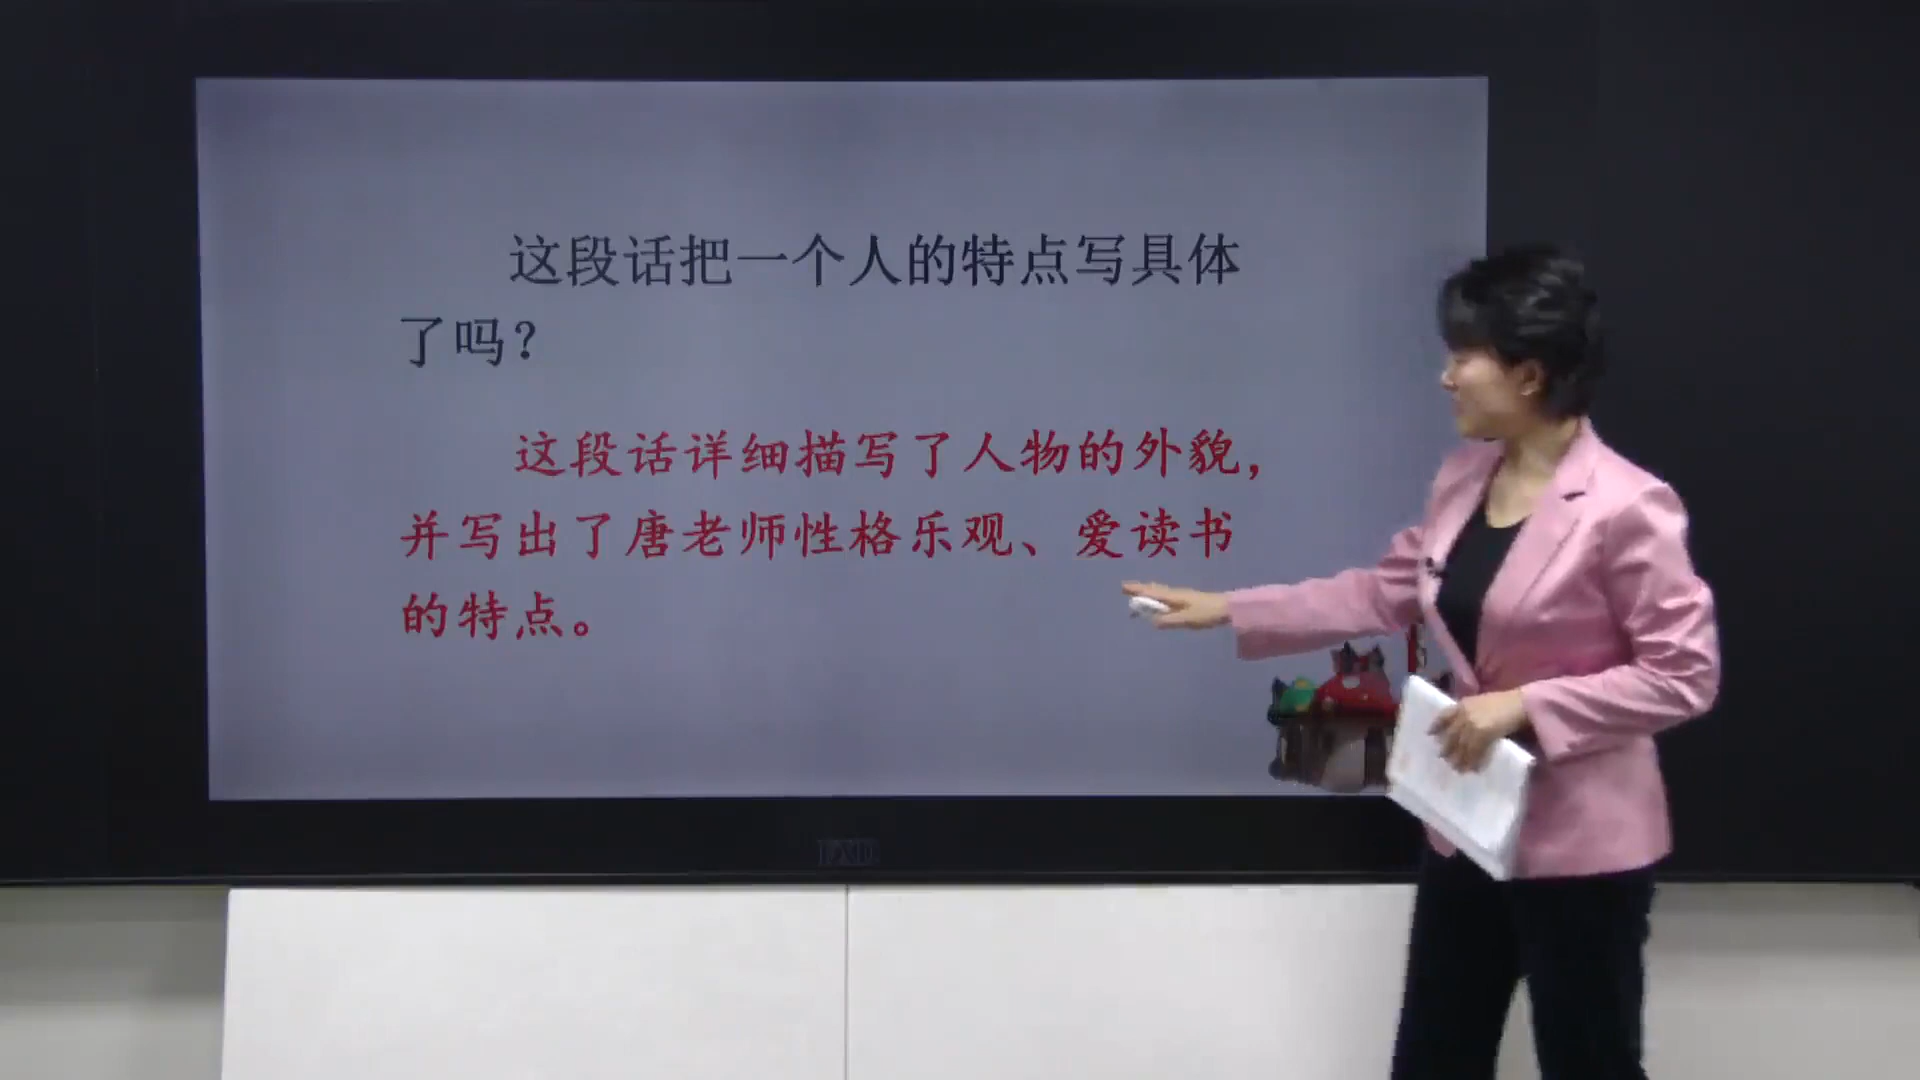 这段话把一个人的特点写具体
了吗？
这段话详细描写了人物的外貌，
并写出了唐老师性格乐观、爱读书
的特点。